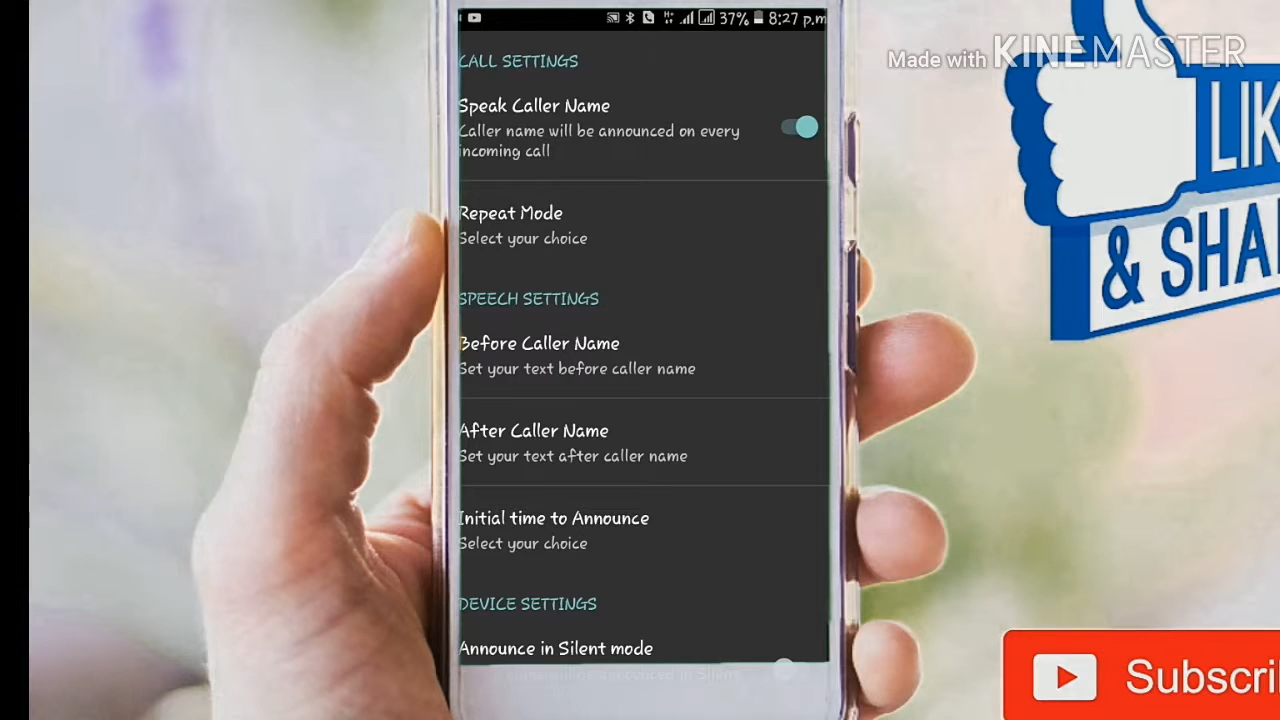 37% 8:27 p.m
Made with KINEMASTER
CALL SETTINGS
Speak Caller Name
Caller name will be announced on every
incoming call
Repeat Mode
Select your choice
SPEECH SETTINGS
Before Caller Name
Set your text before caller name
After Caller Name
Set your text after caller name
Initial time to Announce
Select your choice
DEVICE SETTINGS
Announce in Silent mode
LIK
& SHA
Subscri